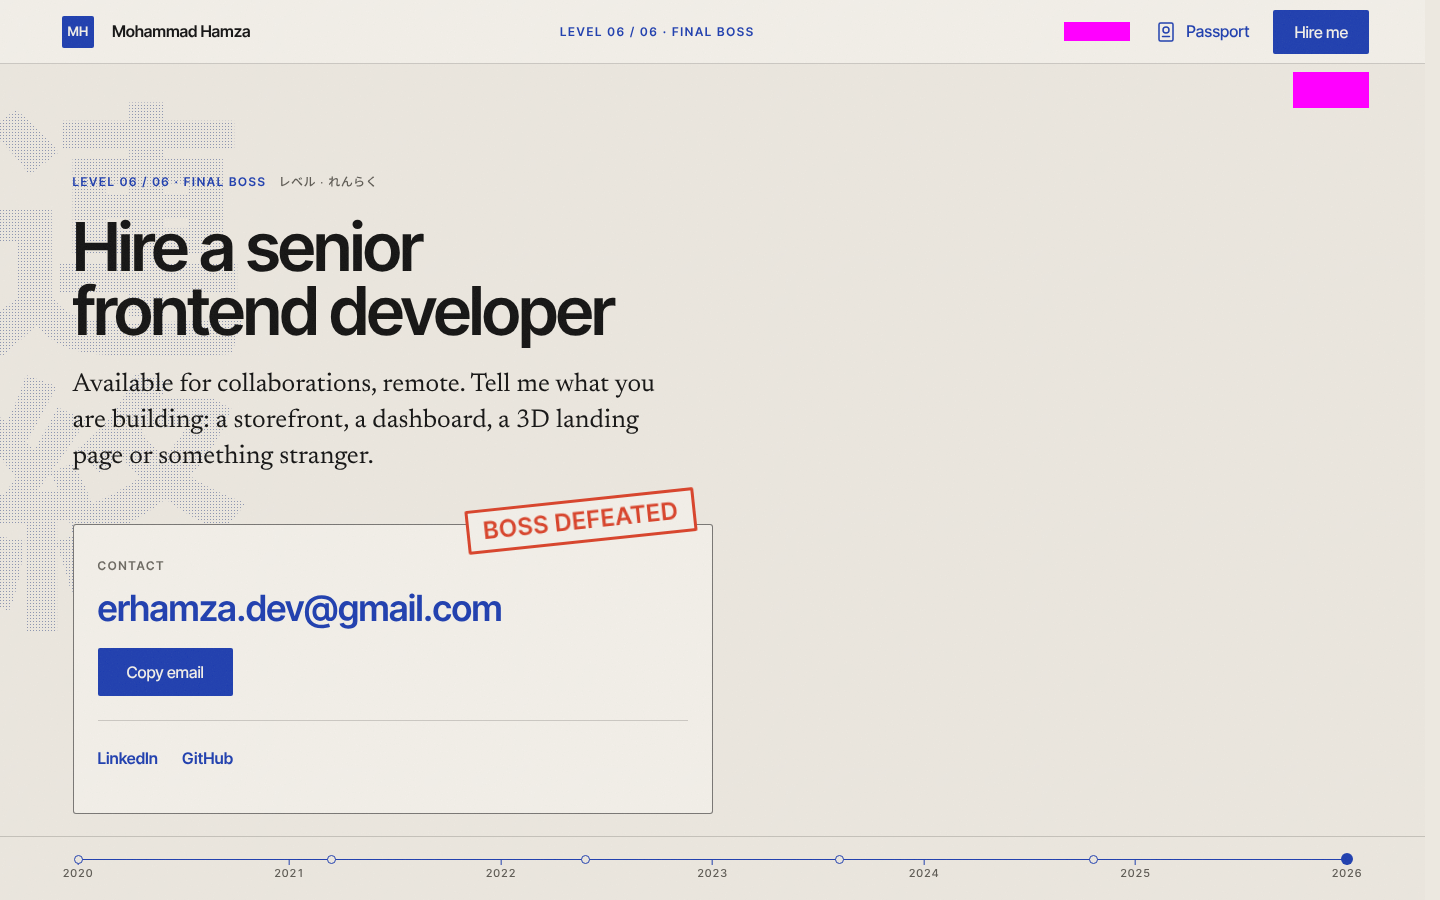 MH Mohammad Hamza
LEVEL 06 / 06 · FINAL BOSS
Passport
Hire me
LEVEL 06 / 06 · FINAL BOSS レベル · れんらく
Hire a senior
frontend developer
Available for collaborations, remote. Tell me what you
are building: a storefront, a dashboard, a 3D landing
page or something stranger.
BOSS DEFEATED
CONTACT
erhamza.dev@gmail.com
Copy email
LinkedIn GitHub
2020 2021 2022 2023 2024 2025 2026